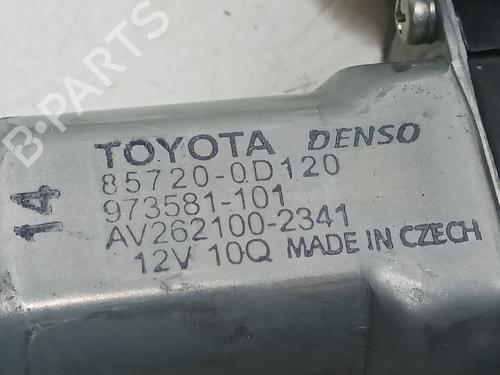 B-PARTS
TOYOTA DENSO
85720-0D120
973581-101
AV262100-2341
12V 10Q MADE IN CZECH
14